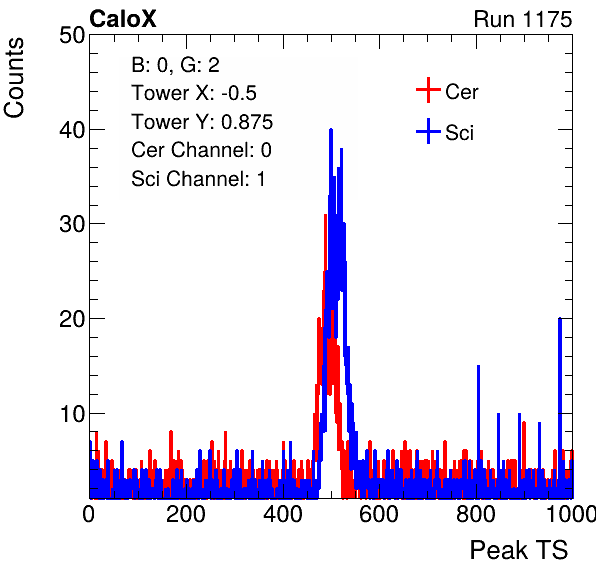 CaloX Run 1175
Counts
50
40
30
20
10
B: 0, G: 2
Tower X: -0.5
Tower Y: 0.875
Cer Channel: 0
Sci Channel: 1
Cer
Sci
0 200 400 600 800 1000
Peak TS